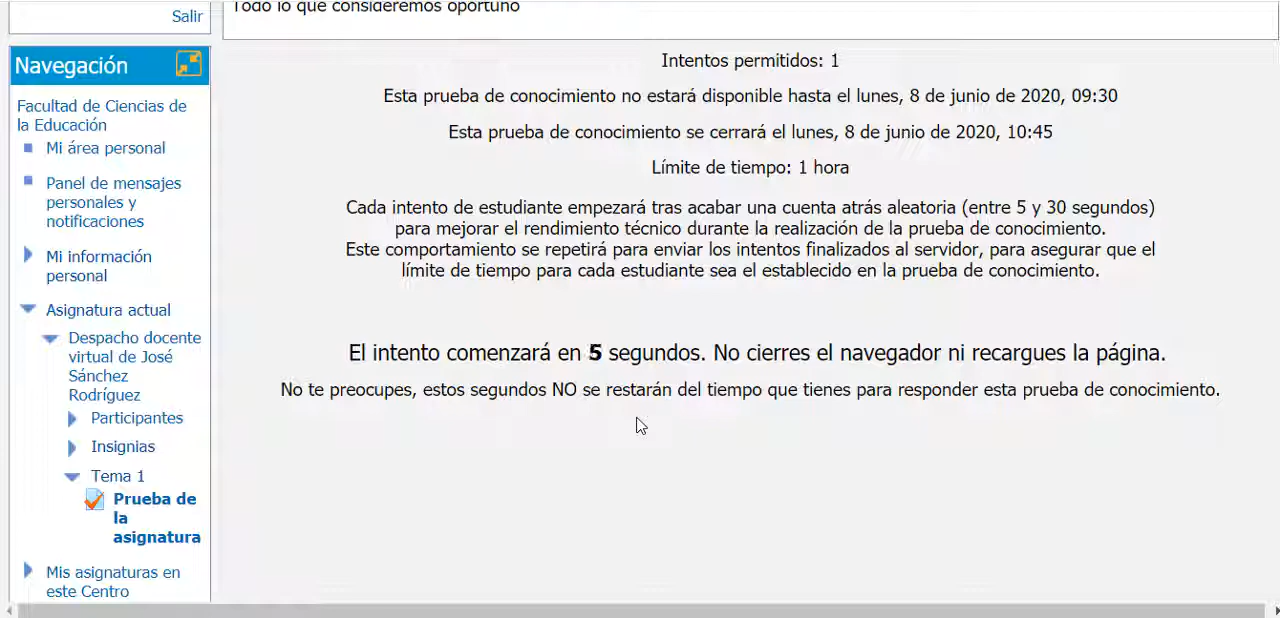 Salir
Todo lo que consideremos oportuno
Navegación
Facultad de Ciencias de
la Educación
Mi área personal
Panel de mensajes
personales y
notificaciones
Mi información
personal
Asignatura actual
Despacho docente
virtual de José
Sánchez
Rodríguez
Participantes
Insignias
Tema 1
Prueba de
la
asignatura
Mis asignaturas en
este Centro
Intentos permitidos: 1
Esta prueba de conocimiento no estará disponible hasta el lunes, 8 de junio de 2020, 09:30
Esta prueba de conocimiento se cerrará el lunes, 8 de junio de 2020, 10:45
Límite de tiempo: 1 hora
Cada intento de estudiante empezará tras acabar una cuenta atrás aleatoria (entre 5 y 30 segundos)
para mejorar el rendimiento técnico durante la realización de la prueba de conocimiento.
Este comportamiento se repetirá para enviar los intentos finalizados al servidor, para asegurar que el
límite de tiempo para cada estudiante sea el establecido en la prueba de conocimiento.
El intento comenzará en 5 segundos. No cierres el navegador ni recargues la página.
No te preocupes, estos segundos NO se restarán del tiempo que tienes para responder esta prueba de conocimiento.